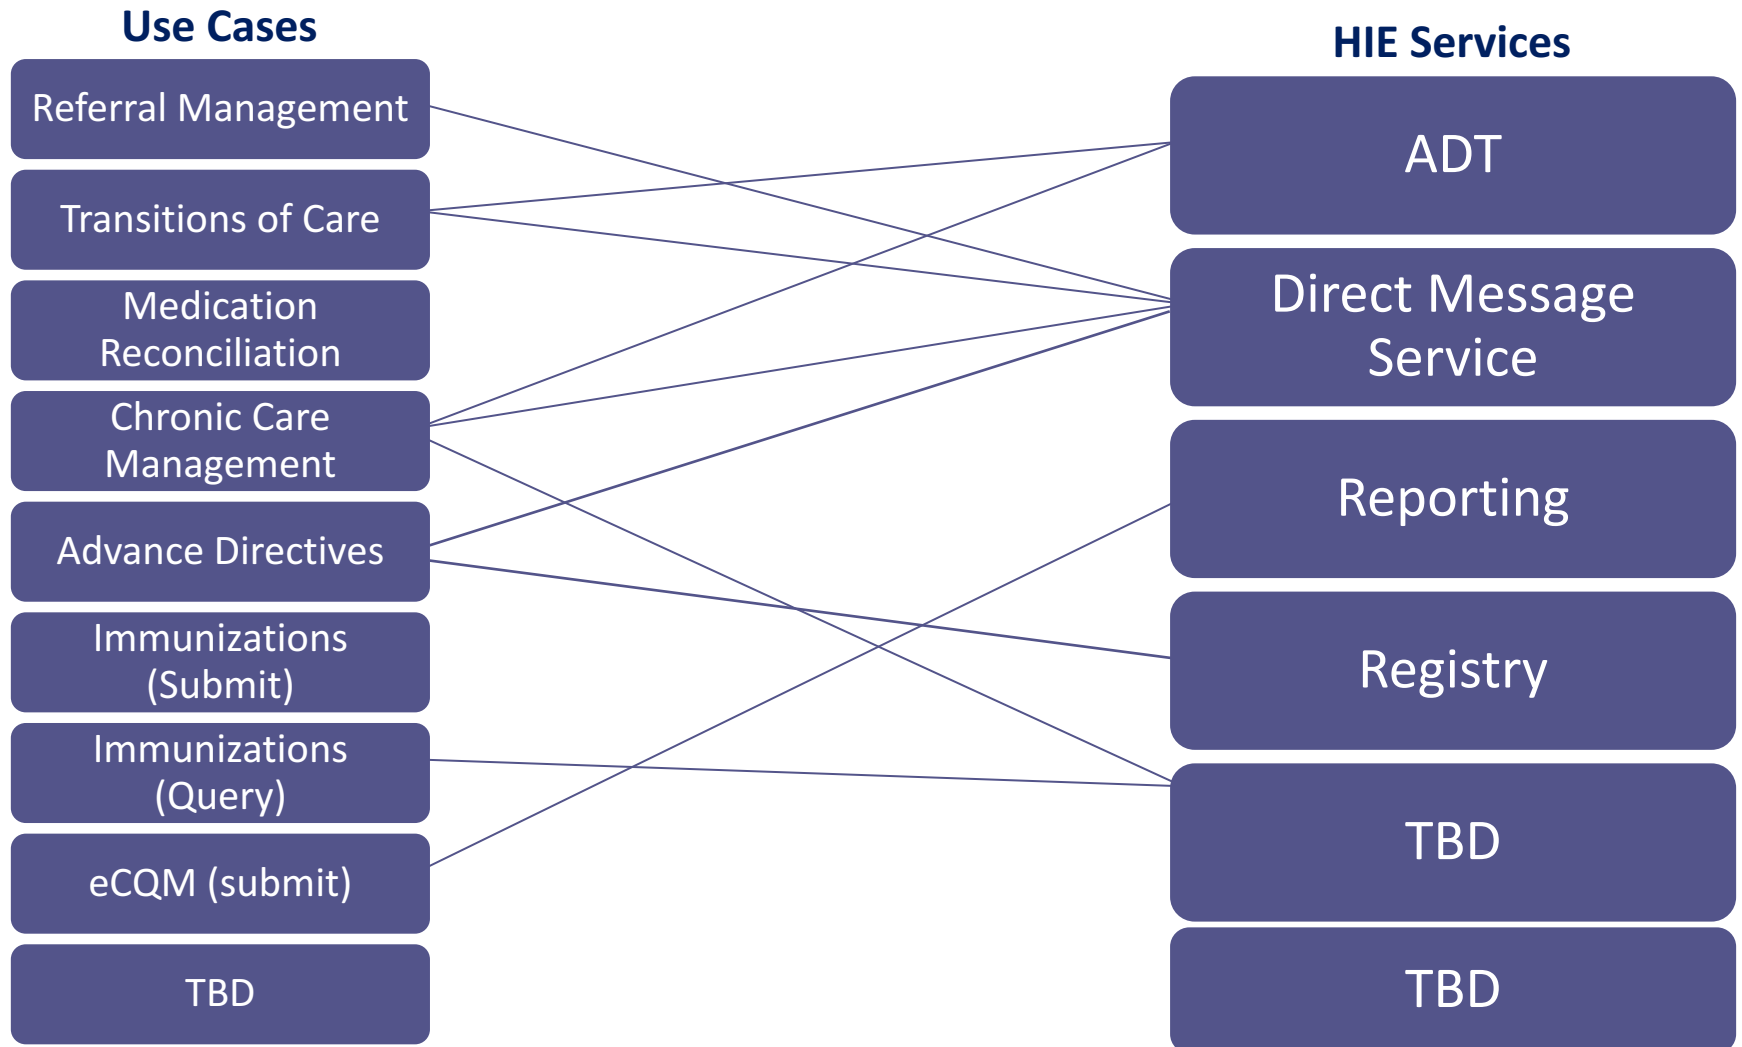 Use Cases
Referral Management
Transitions of Care
Medication
Reconciliation
Chronic Care
Management
Advance Directives
Immunizations
(Submit)
Immunizations
(Query)
eCQM (submit)
TBD
HIE Services
ADT
Direct Message
Service
Reporting
Registry
TBD
TBD